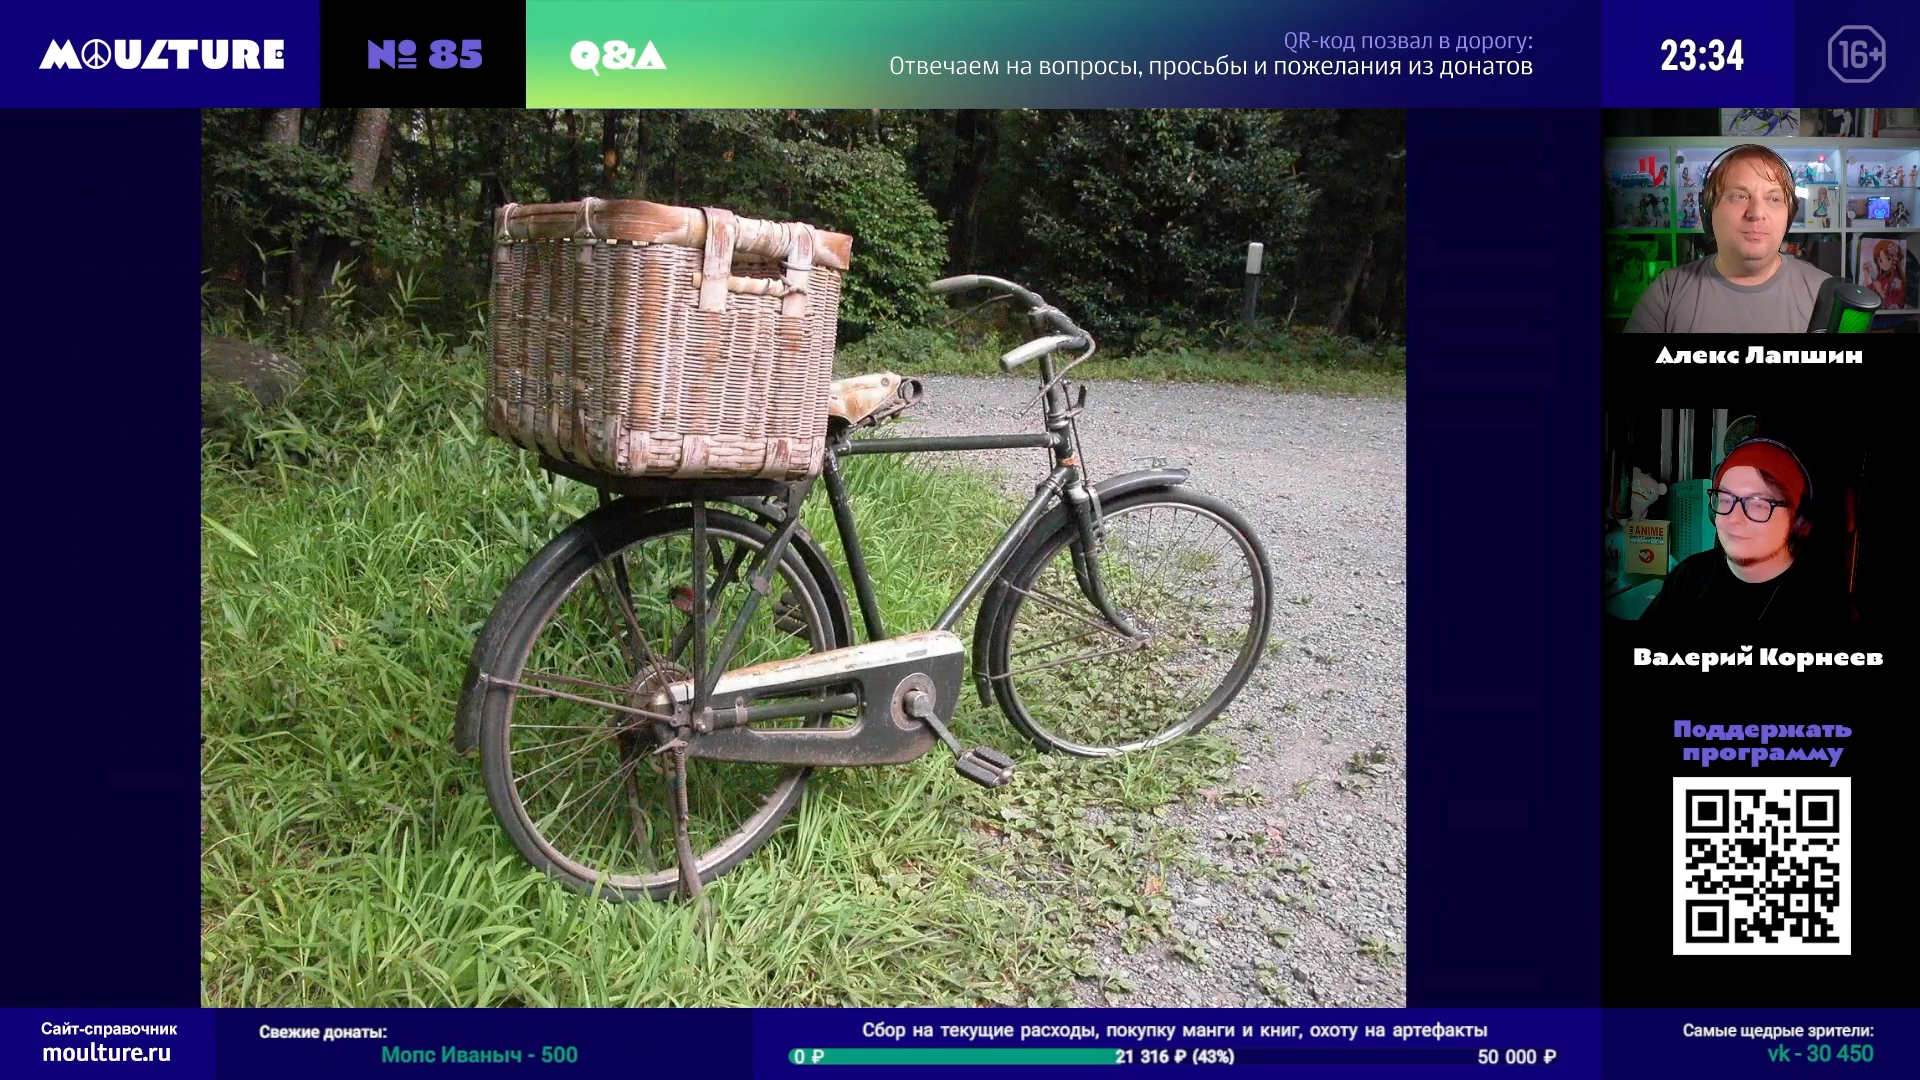 MOULTURE
№ 85
Q&A
QR-код позвал в дорогу:
Отвечаем на вопросы, просьбы и пожелания из донатов
23:34
16+
Алекс Лапшин
ANIME
Валерий Корнеев
Поддержать
программу
Сайт-справочник
moulture.ru
Свежие донаты:
Мопс Иваныч - 500
Сбор на текущие расходы, покупку манги и книг, охоту на артефакты
0 ₽
21 316 ₽ (43%)
50 000 ₽
Самые щедрые зрители:
vk - 30 450